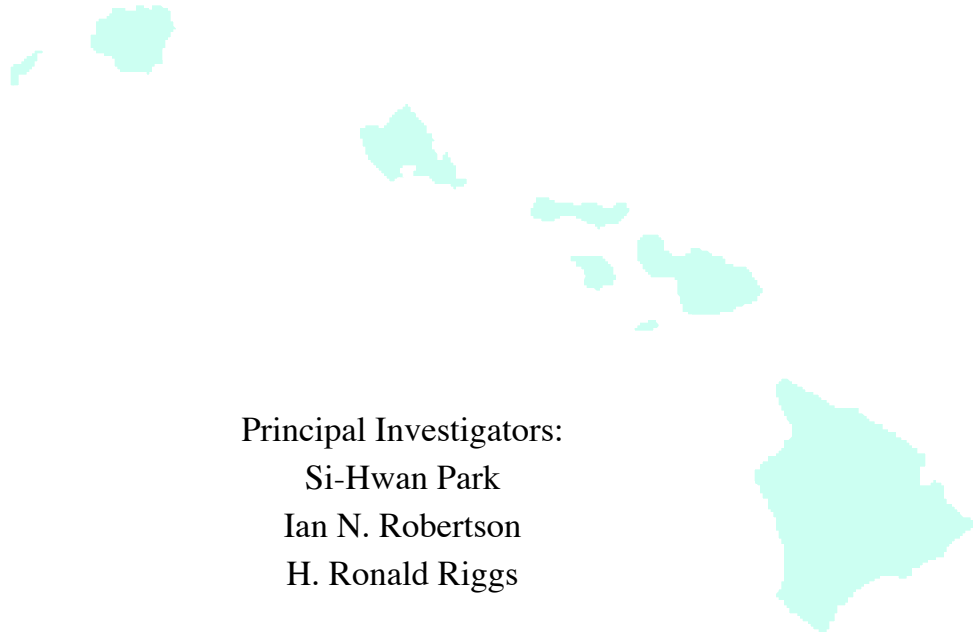 Principal Investigators:
Si-Hwan Park
Ian N. Robertson
H. Ronald Riggs